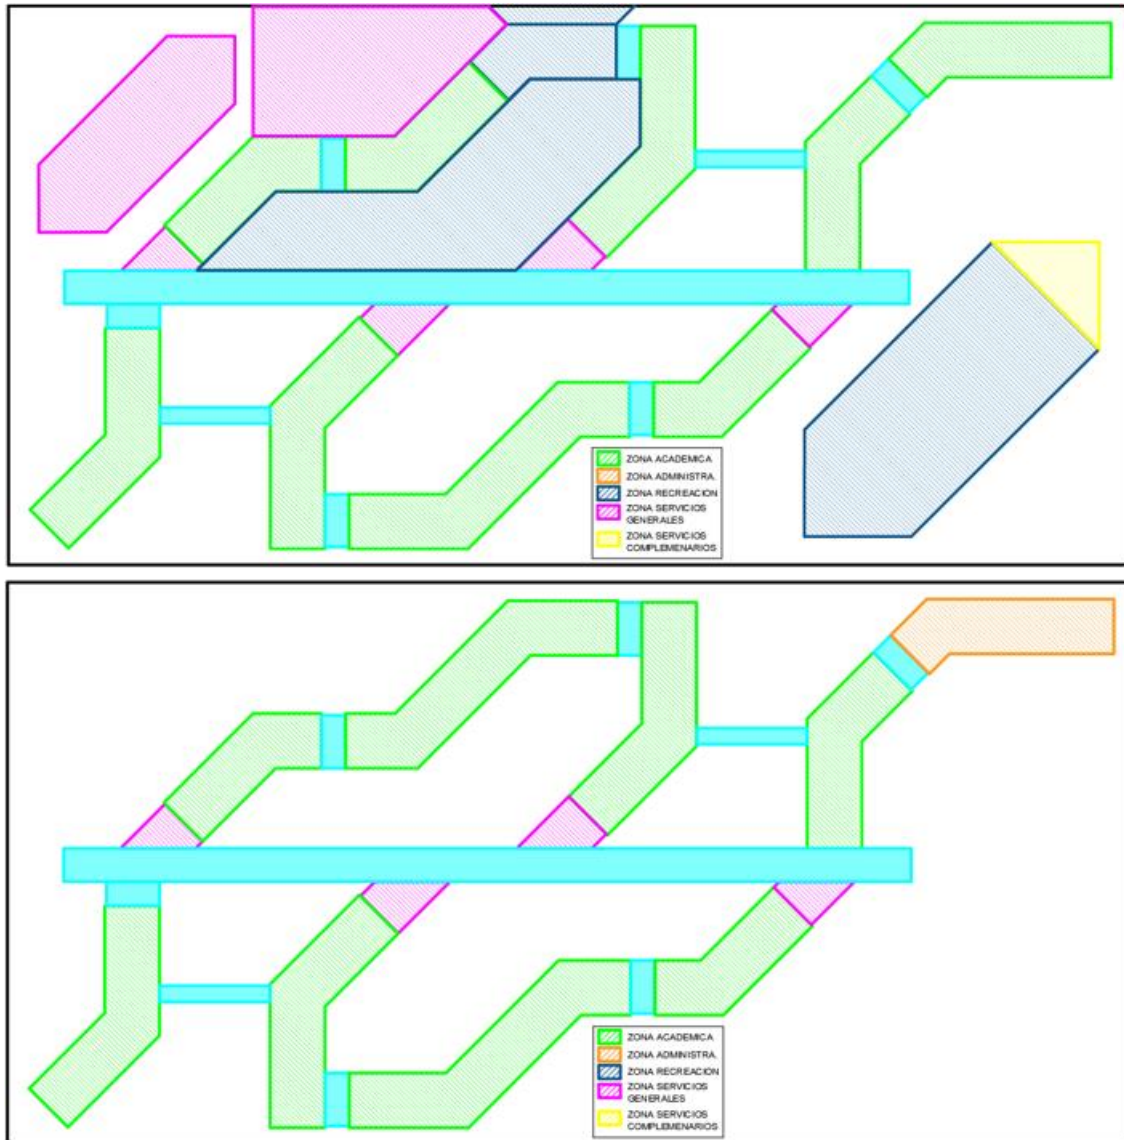 ZONA ACADEMICA
ZONA ADMINISTRA.
ZONA RECREACION
ZONA SERVICIOS
GENERALES
ZONA SERVICIOS
COMPLEMENARIOS
ZONA ACADEMICA
ZONA ADMINISTRA.
ZONA RECREACION
ZONA SERVICIOS
GENERALES
ZONA SERVICIOS
COMPLEMENARIOS